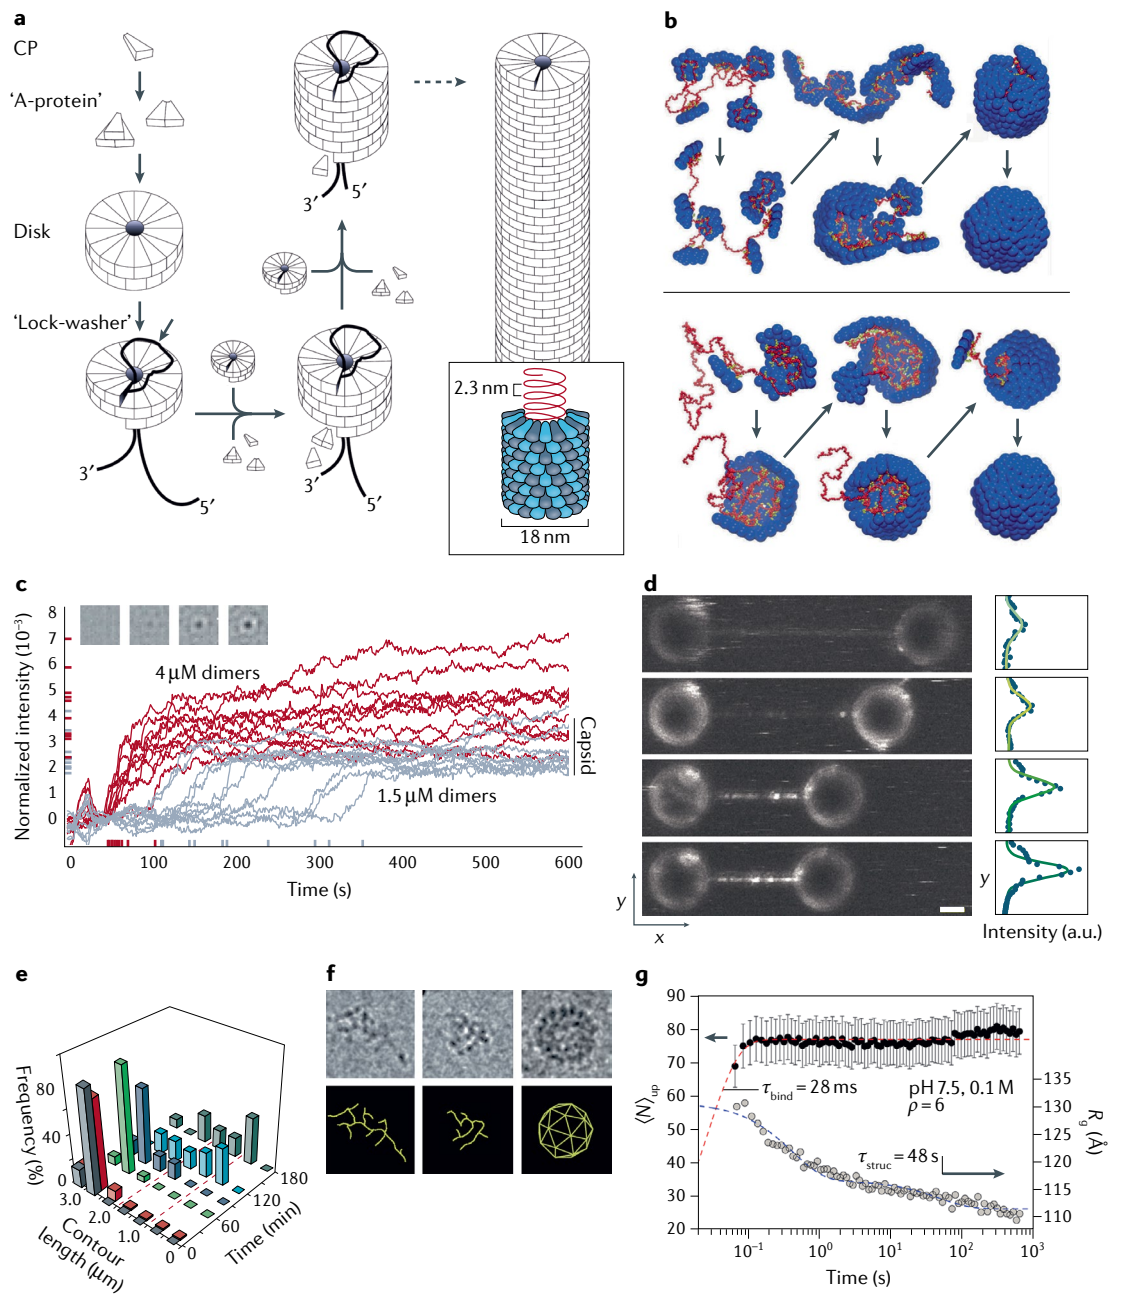 a
CP
‘A-protein’
Disk
‘Lock-washer’
3′
5′
3′
5′
3′
5′
2.3 nm
18 nm
b
c
Normalized intensity (10⁻³)
8
7
6
5
4
3
2
1
0
4 μM dimers
1.5 μM dimers
Capsid
0
100
200
300
400
500
600
Time (s)
d
y
x
y
Intensity (a.u.)
e
Frequency (%)
80
40
0
3.0
2.0
1.0
0
Contour
length (μm)
0
60
120
180
Time (min)
f
g
⟨N⟩up
90
80
70
60
50
40
30
20
τbind = 28 ms
pH 7.5, 0.1 M
ρ = 6
τstruc = 48 s
135
130
125
120
115
110
Rg (Å)
10⁻¹
10⁰
10¹
10²
10³
Time (s)